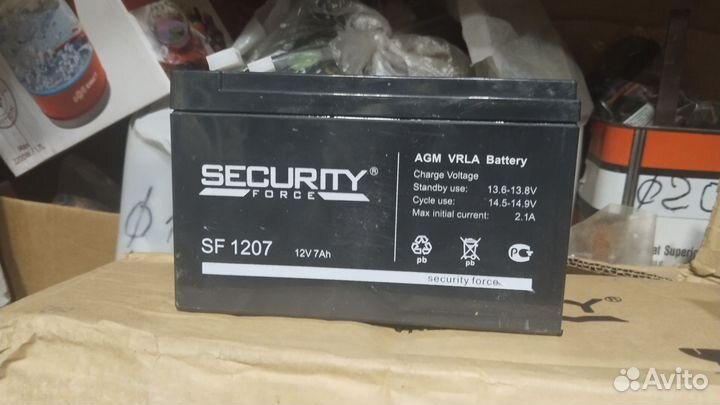 SECURITY®
FORCE
SF 1207
12V 7Ah
AGM VRLA Battery
Charge Voltage
Standby use: 13.6-13.8V
Cycle use: 14.5-14.9V
Max initial current: 2.1A
pb
pb
security force
Ø20
Avito